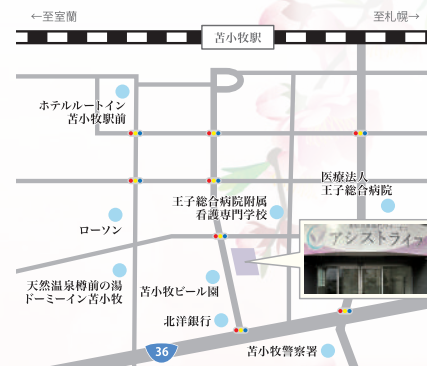 ←至室蘭
至札幌→
苫小牧駅
ホテルルートイン
苫小牧駅前
医療法人
王子総合病院
王子総合病院附属
看護専門学校
ローソン
アシストライフ
天然温泉樽前の湯
ドーミーイン苫小牧
苫小牧ビール園
北洋銀行
36
苫小牧警察署